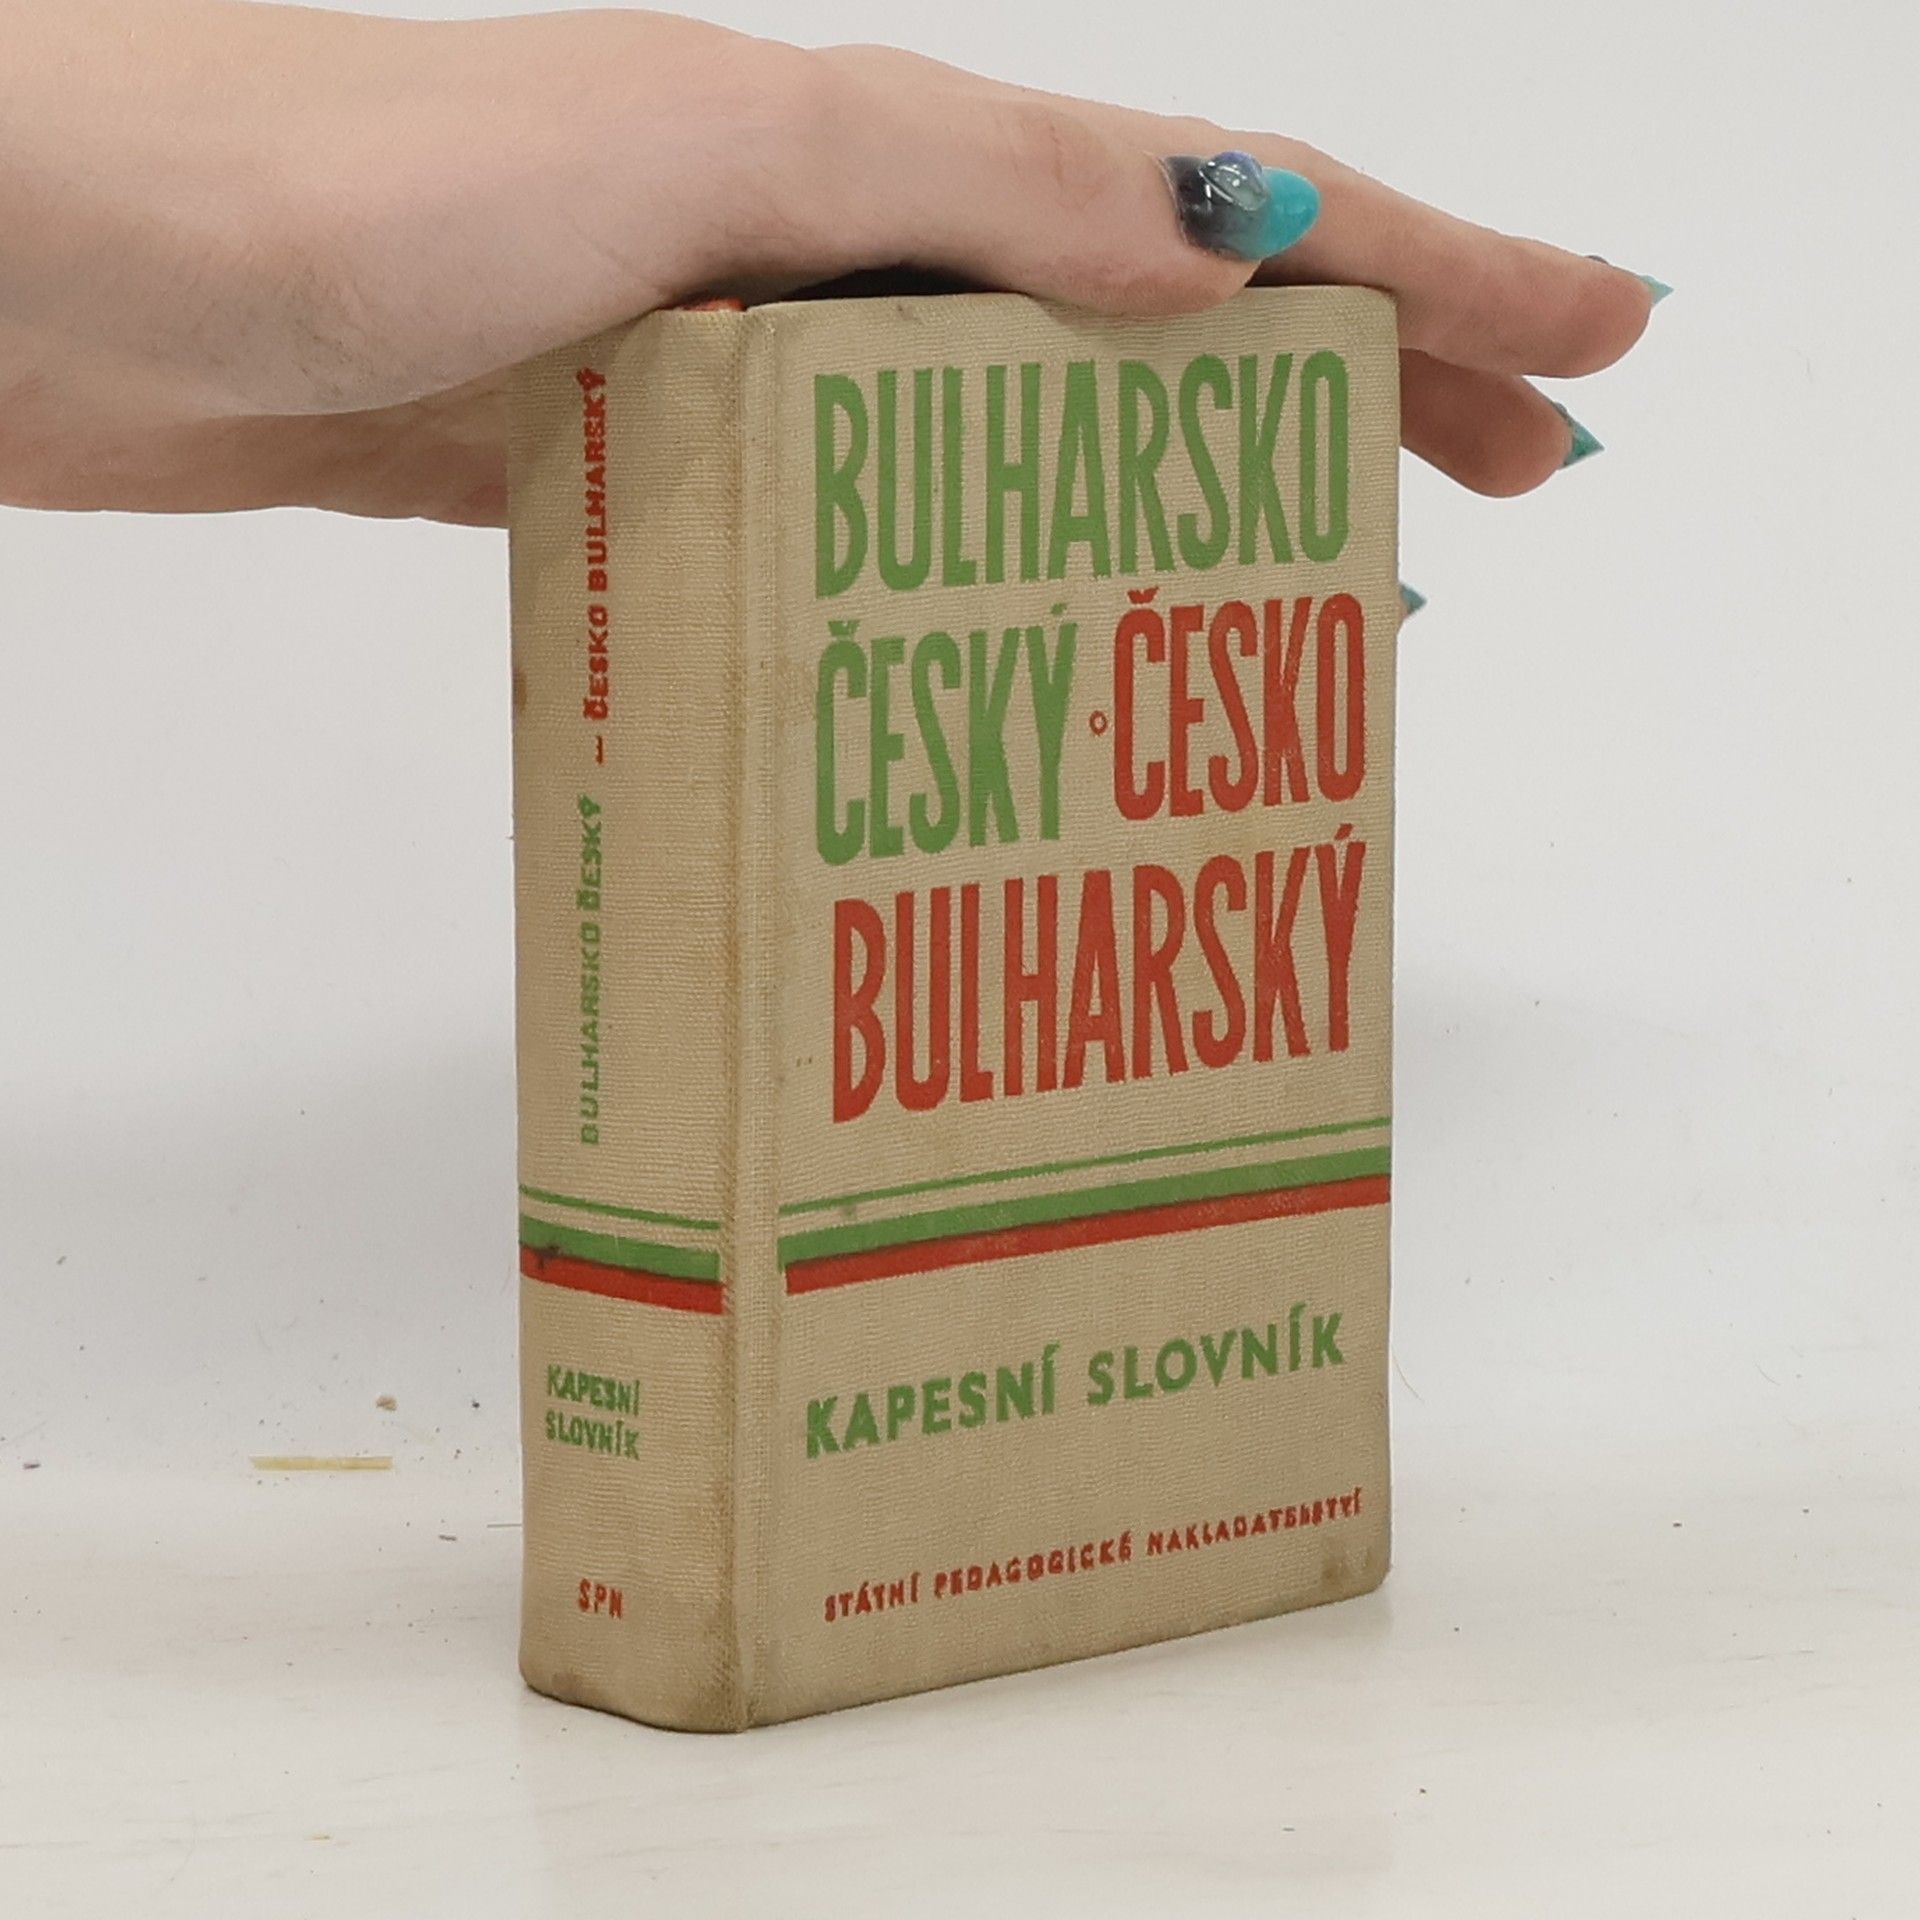 BULHARSKO
ČESKÝ ° ČESKO
BULHARSKÝ
KAPESNÍ SLOVNÍK
STÁTNÍ PEDAGOGICKÉ NAKLADATELSTVÍ
BULHARSKO ČESKÝ – ČESKO BULHARSKÝ
KAPESNÍ
SLOVNÍK
SPN